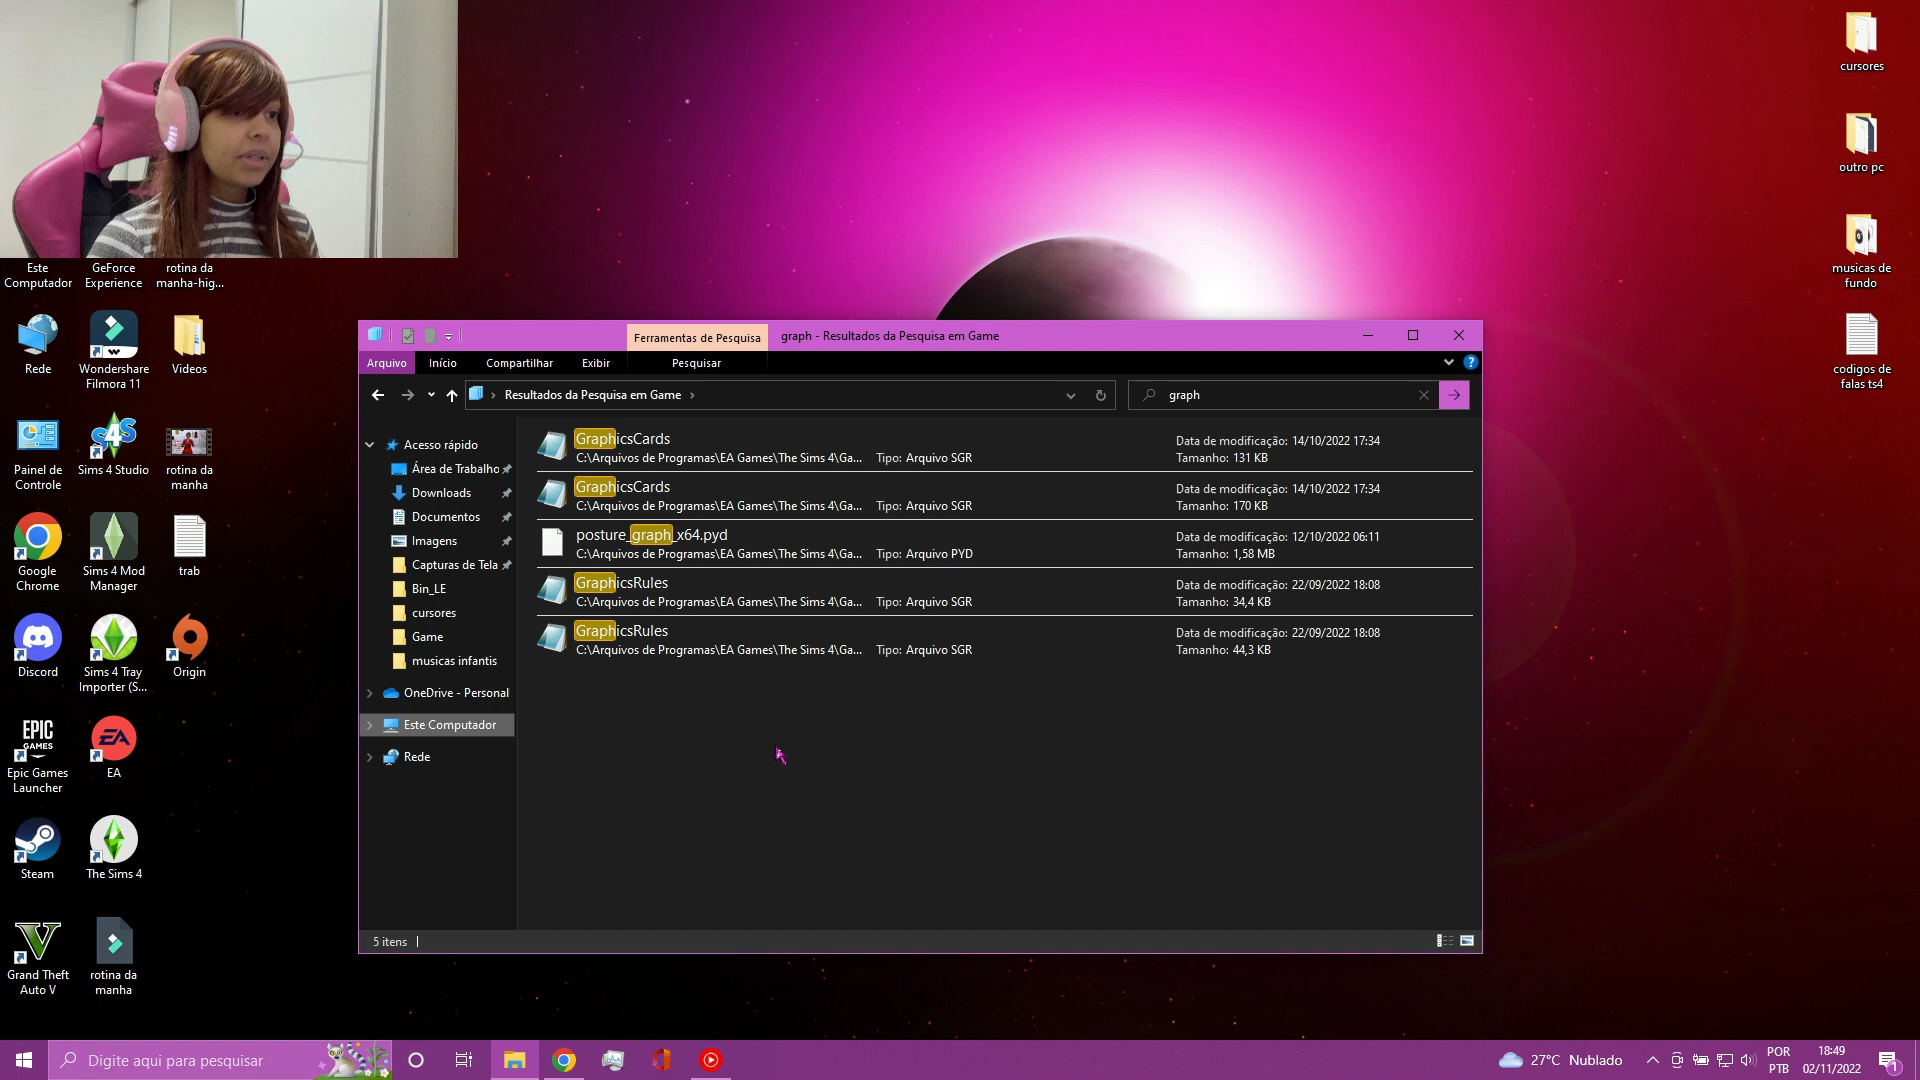 Este
Computador
GeForce
Experience
rotina da
manha-hig...
Rede
Wondershare
Filmora 11
Videos
Painel de
Controle
Sims 4 Studio
rotina da
manha
Google
Chrome
Sims 4 Mod
Manager
trab
Discord
Sims 4 Tray
Importer (S...
Origin
EPIC
GAMES
Epic Games
Launcher
EA
EA
Steam
The Sims 4
Grand Theft
Auto V
rotina da
manha
cursores
outro pc
musicas de
fundo
codigos de
falas ts4
Ferramentas de Pesquisa
graph - Resultados da Pesquisa em Game
Arquivo
Início
Compartilhar
Exibir
Pesquisar
Resultados da Pesquisa em Game
graph
Acesso rápido
Área de Trabalho
Downloads
Documentos
Imagens
Capturas de Tela
Bin_LE
cursores
Game
musicas infantis
OneDrive - Personal
Este Computador
Rede
GraphicsCards
C:\Arquivos de Programas\EA Games\The Sims 4\Ga... Tipo: Arquivo SGR
Data de modificação: 14/10/2022 17:34
Tamanho: 131 KB
GraphicsCards
C:\Arquivos de Programas\EA Games\The Sims 4\Ga... Tipo: Arquivo SGR
Data de modificação: 14/10/2022 17:34
Tamanho: 170 KB
posture_graph_x64.pyd
C:\Arquivos de Programas\EA Games\The Sims 4\Ga... Tipo: Arquivo PYD
Data de modificação: 12/10/2022 06:11
Tamanho: 1,58 MB
GraphicsRules
C:\Arquivos de Programas\EA Games\The Sims 4\Ga... Tipo: Arquivo SGR
Data de modificação: 22/09/2022 18:08
Tamanho: 34,4 KB
GraphicsRules
C:\Arquivos de Programas\EA Games\The Sims 4\Ga... Tipo: Arquivo SGR
Data de modificação: 22/09/2022 18:08
Tamanho: 44,3 KB
5 itens
Digite aqui para pesquisar
27°C Nublado
POR
PTB
18:49
02/11/2022
1